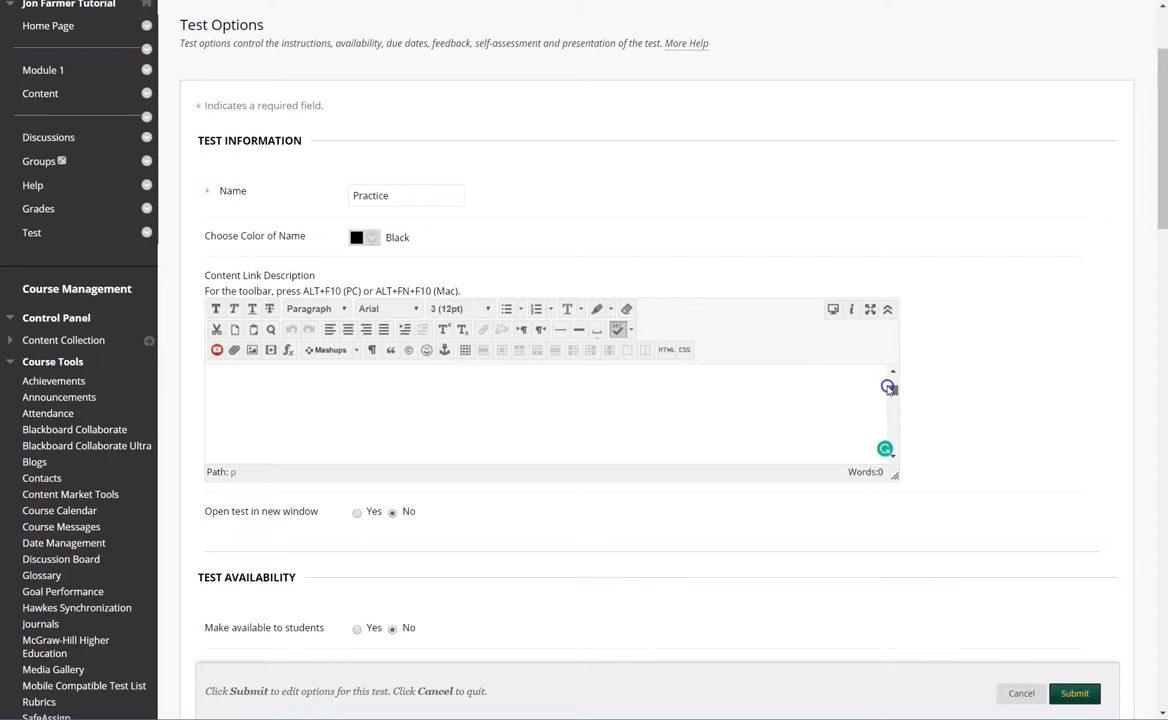 Jon Farmer Tutorial
Home Page
Module 1
Content
Discussions
Groups
Help
Grades
Test
Course Management
Control Panel
Content Collection
Course Tools
Achievements
Announcements
Attendance
Blackboard Collaborate
Blackboard Collaborate Ultra
Blogs
Contacts
Content Market Tools
Course Calendar
Course Messages
Date Management
Discussion Board
Glossary
Goal Performance
Hawkes Synchronization
Journals
McGraw-Hill Higher
Education
Media Gallery
Mobile Compatible Test List
Rubrics
SafeAssign
Test Options
Test options control the instructions, availability, due dates, feedback, self-assessment and presentation of the test. More Help
* Indicates a required field.
TEST INFORMATION
* Name Practice
Choose Color of Name Black
Content Link Description
For the toolbar, press ALT+F10 (PC) or ALT+FN+F10 (Mac).
T T T T Paragraph Arial 3 (12pt) T
Mashups HTML CSS
Path: p Words:0
Open test in new window Yes No
TEST AVAILABILITY
Make available to students Yes No
Click Submit to edit options for this test. Click Cancel to quit. Cancel Submit